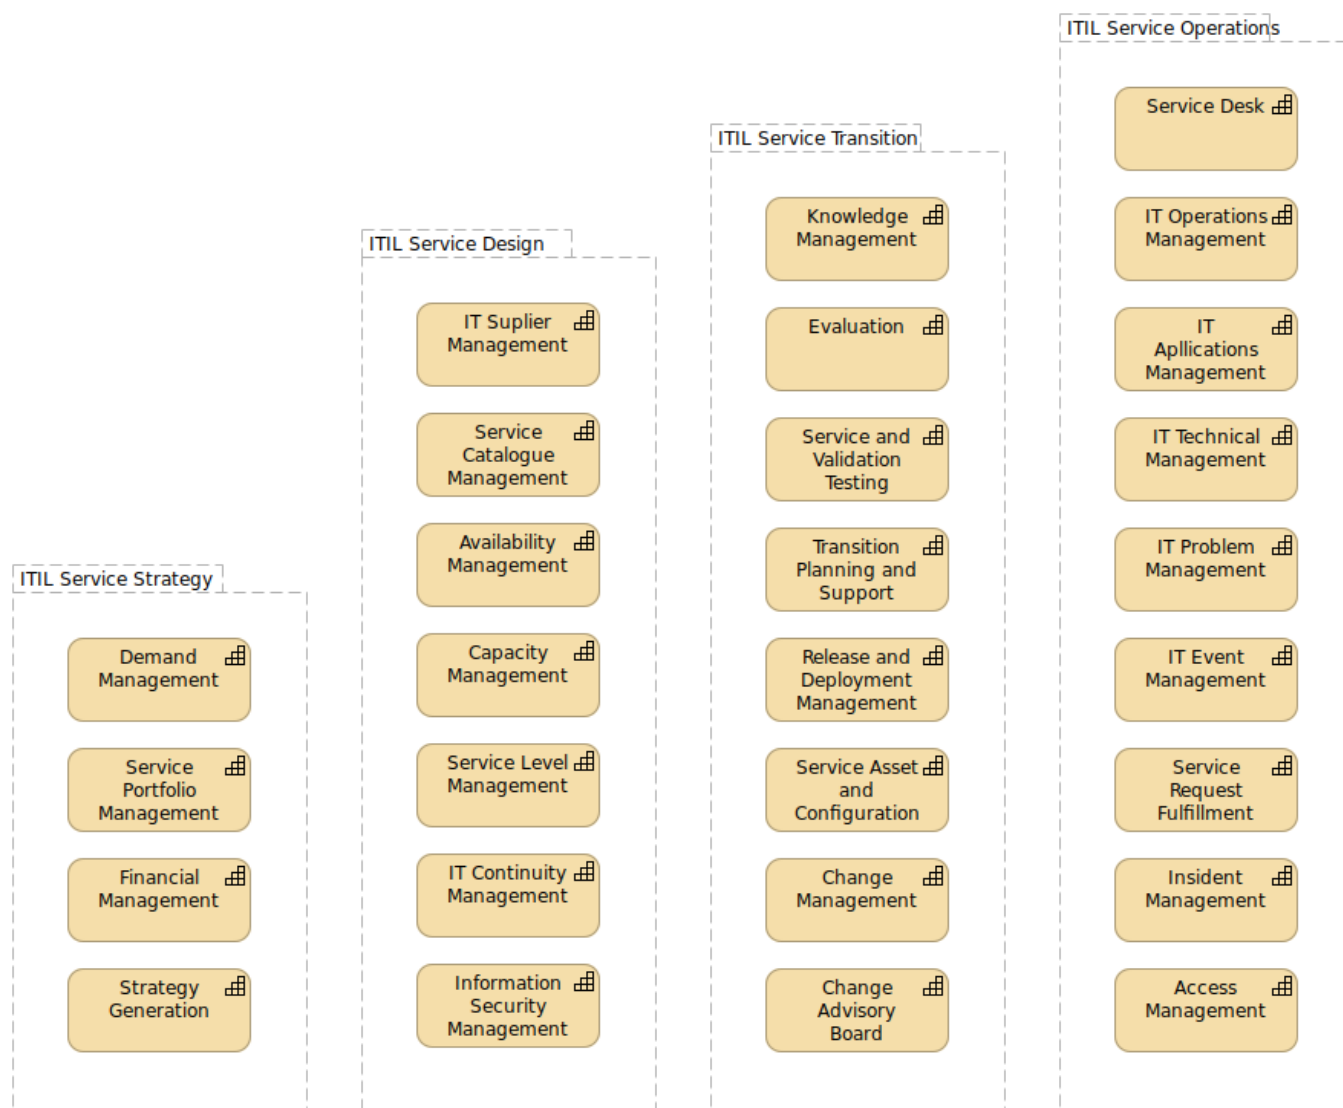 ITIL Service Strategy
Demand
Management
Service
Portfolio
Management
Financial
Management
Strategy
Generation
ITIL Service Design
IT Suplier
Management
Service
Catalogue
Management
Availability
Management
Capacity
Management
Service Level
Management
IT Continuity
Management
Information
Security
Management
ITIL Service Transition
Knowledge
Management
Evaluation
Service and
Validation
Testing
Transition
Planning and
Support
Release and
Deployment
Management
Service Asset
and
Configuration
Change
Management
Change
Advisory
Board
ITIL Service Operations
Service Desk
IT Operations
Management
IT
Apllications
Management
IT Technical
Management
IT Problem
Management
IT Event
Management
Service
Request
Fulfillment
Insident
Management
Access
Management